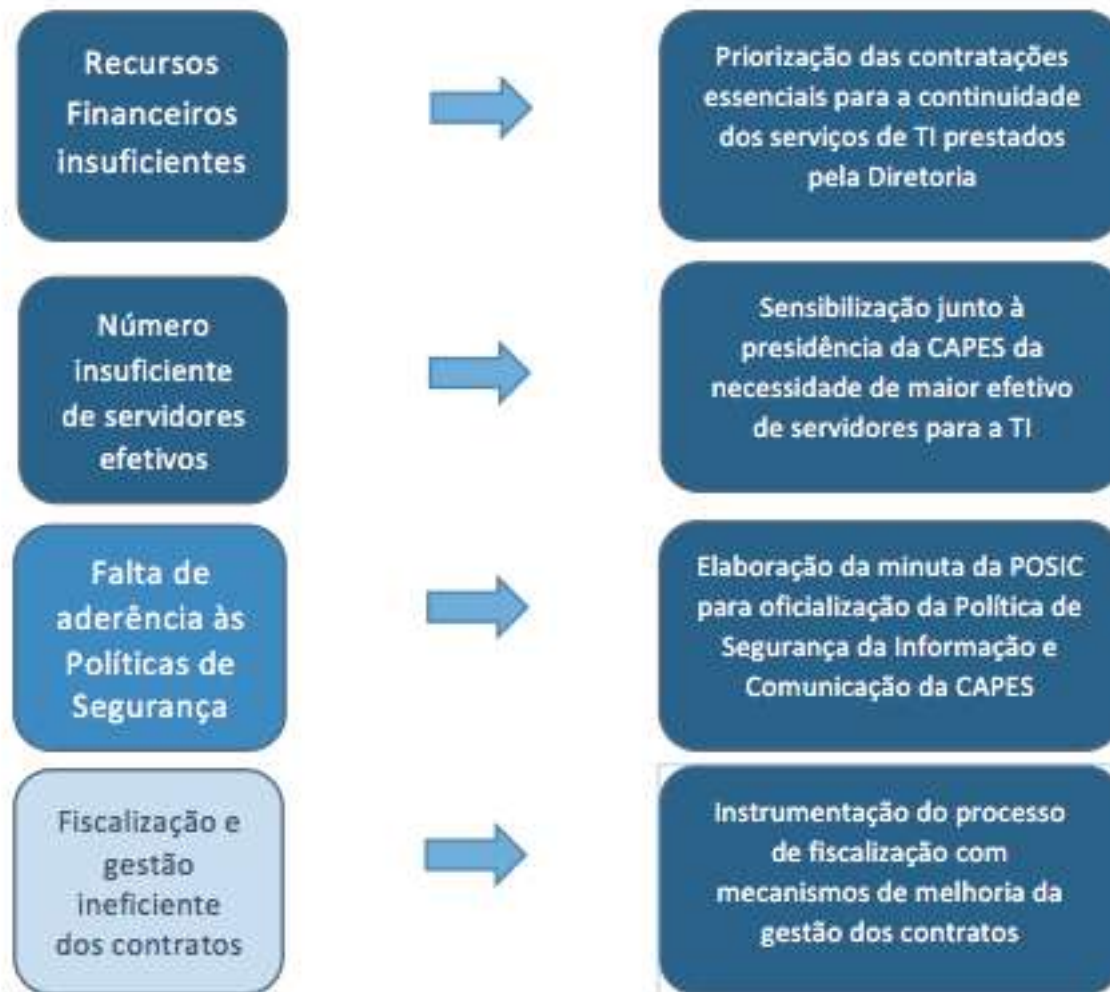 Recursos
Financeiros
insuficientes
Priorização das contratações
essenciais para a continuidade
dos serviços de TI prestados
pela Diretoria
Número
insuficiente
de servidores
efetivos
Sensibilização junto à
presidência da CAPES da
necessidade de maior efetivo
de servidores para a TI
Falta de
aderência às
Políticas de
Segurança
Elaboração da minuta da POSIC
para oficialização da Política de
Segurança da Informação e
Comunicação da CAPES
Fiscalização e
gestão
ineficiente
dos contratos
Instrumentação do processo
de fiscalização com
mecanismos de melhoria da
gestão dos contratos